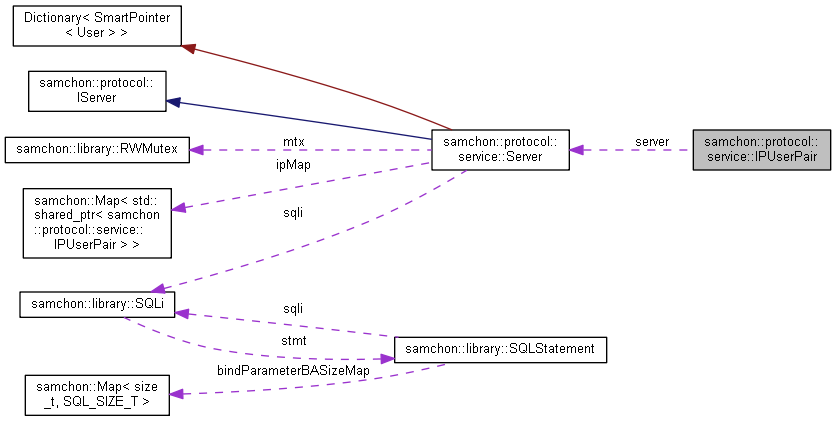 Dictionary< SmartPointer
< User > >
samchon::protocol::
IServer
samchon::library::RWMutex
mtx
samchon::protocol::
service::Server
server
samchon::protocol::
service::IPUserPair
ipMap
samchon::Map< std::
shared_ptr< samchon
::protocol::service::
IPUserPair > >
sqli
samchon::library::SQLi
sqli
stmt
samchon::library::SQLStatement
bindParameterBASizeMap
samchon::Map< size
_t, SQL_SIZE_T >